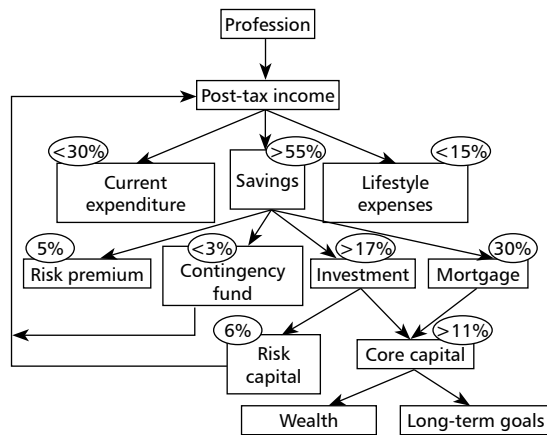 Profession
Post-tax income
<30%
>55%
<15%
Current
expenditure
Savings
Lifestyle
expenses
5%
<3%
>17%
30%
Risk premium
Contingency
fund
Investment
Mortgage
6%
>11%
Risk
capital
Core capital
Wealth
Long-term goals